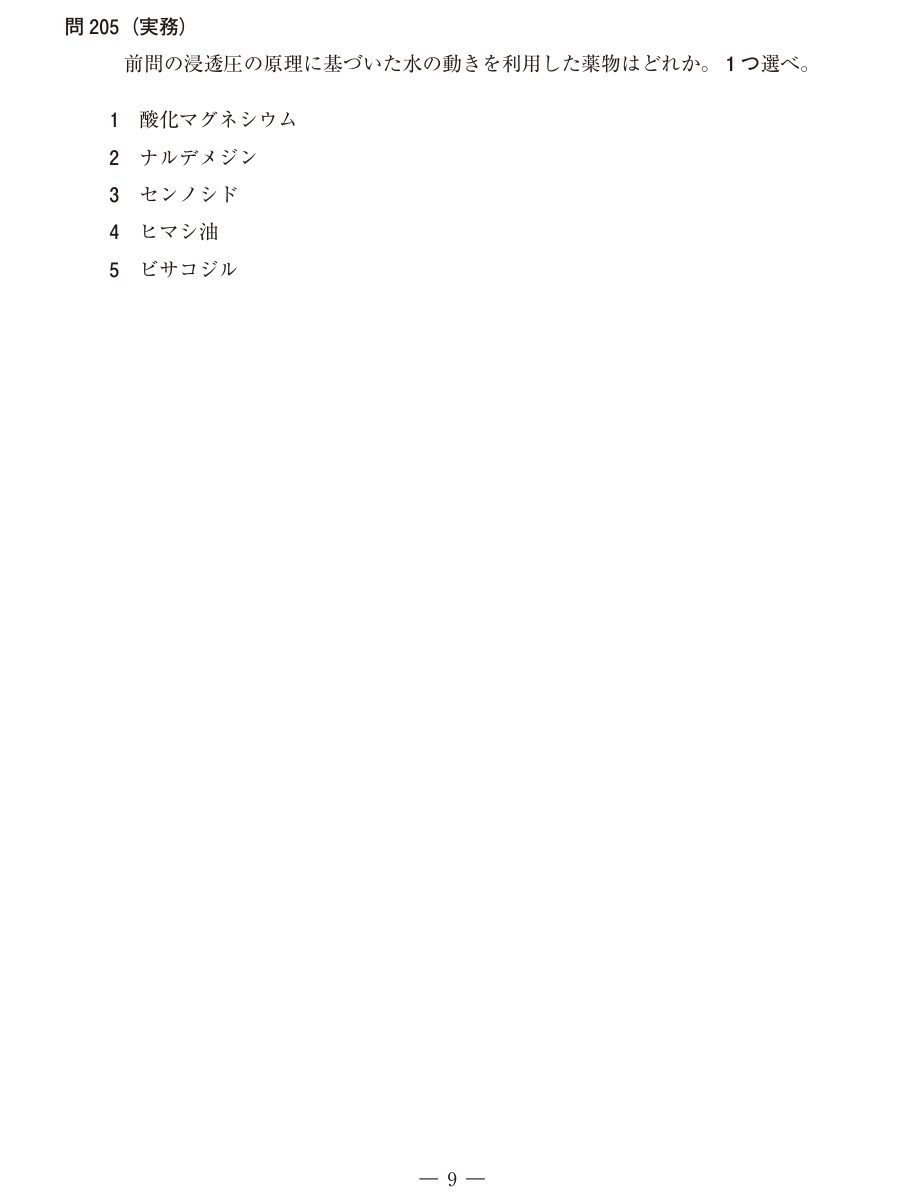 問 205（実務）
前問の浸透圧の原理に基づいた水の動きを利用した薬物はどれか。1つ選べ。
1 酸化マグネシウム
2 ナルデメジン
3 センノシド
4 ヒマシ油
5 ビサコジル
― 9 ―